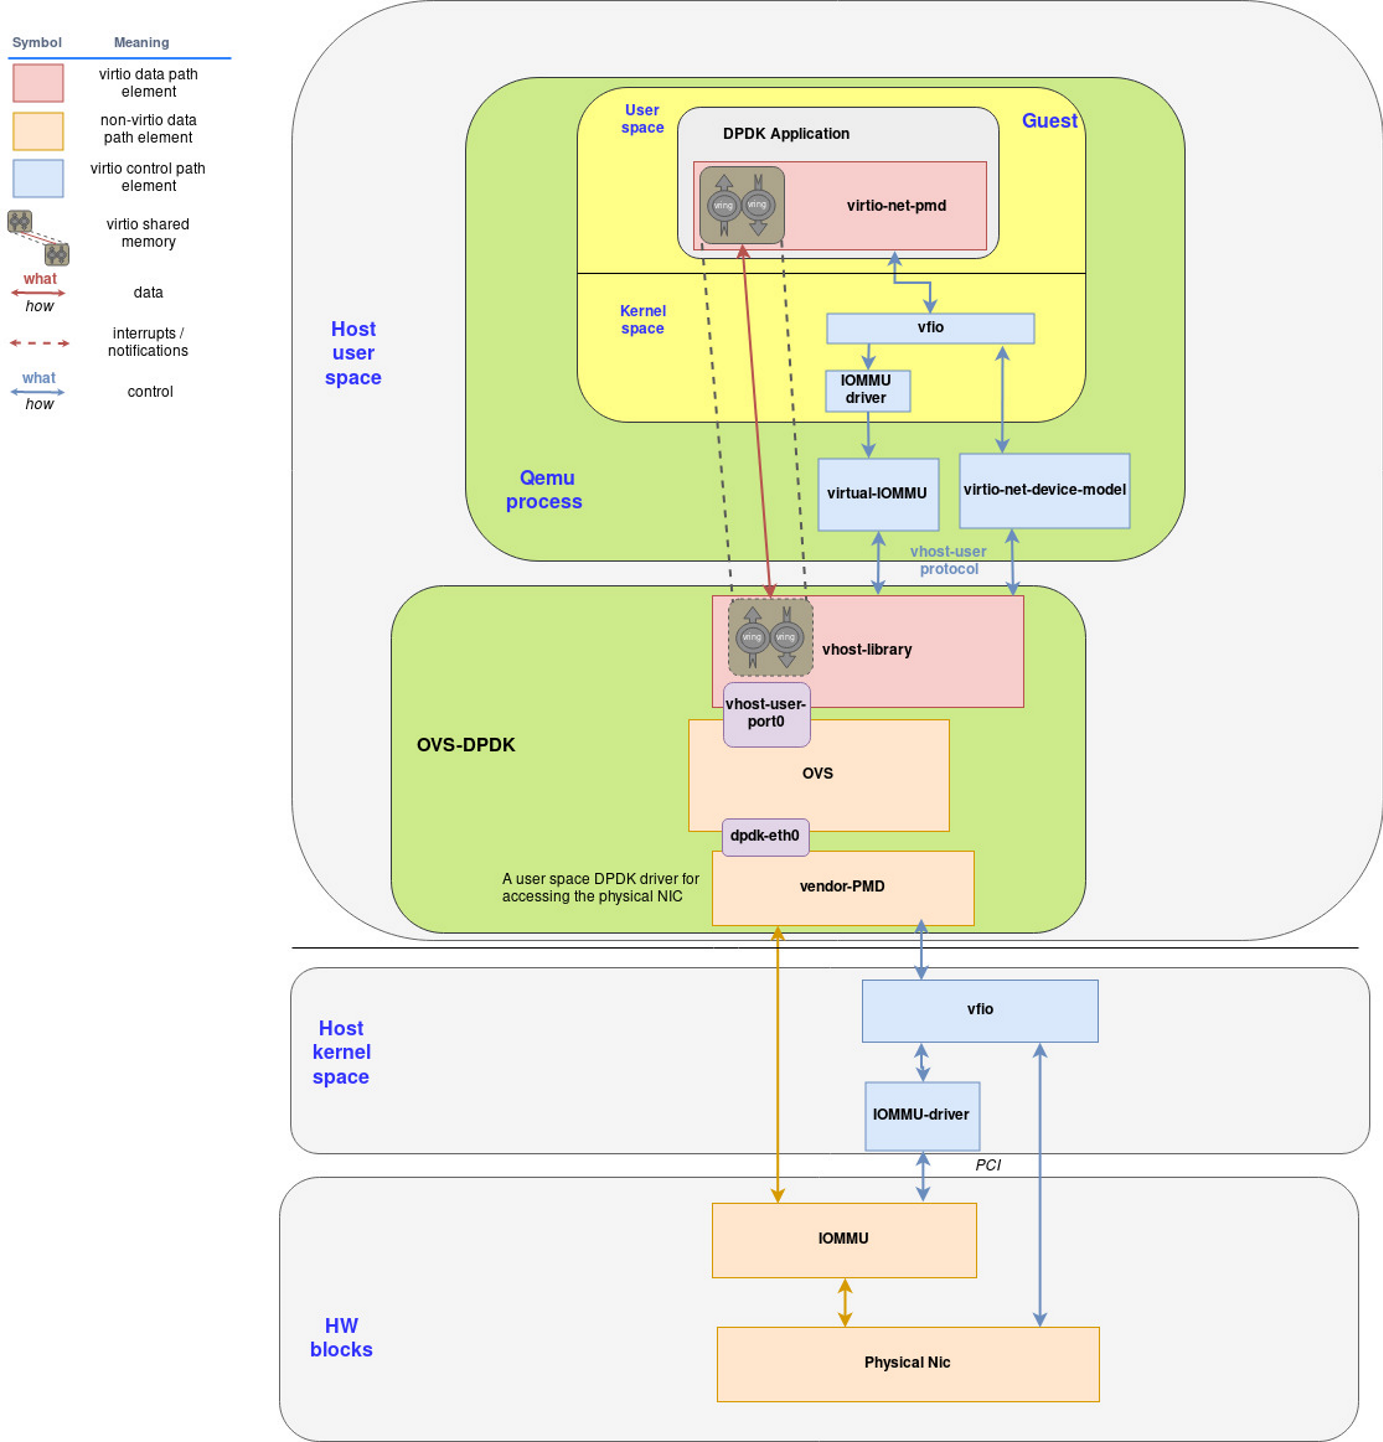 Symbol Meaning
virtio data path
element
non-virtio data
path element
virtio control path
element
virtio shared
memory
what
how
data
interrupts /
notifications
what
how
control
Host
user
space
User
space
Guest
DPDK Application
vring vring
virtio-net-pmd
Kernel
space
vfio
IOMMU
driver
Qemu
process
virtual-IOMMU
virtio-net-device-model
vhost-user
protocol
vring vring
vhost-library
vhost-user-
port0
OVS-DPDK
OVS
dpdk-eth0
A user space DPDK driver for
accessing the physical NIC
vendor-PMD
Host
kernel
space
vfio
IOMMU-driver
PCI
HW
blocks
IOMMU
Physical Nic